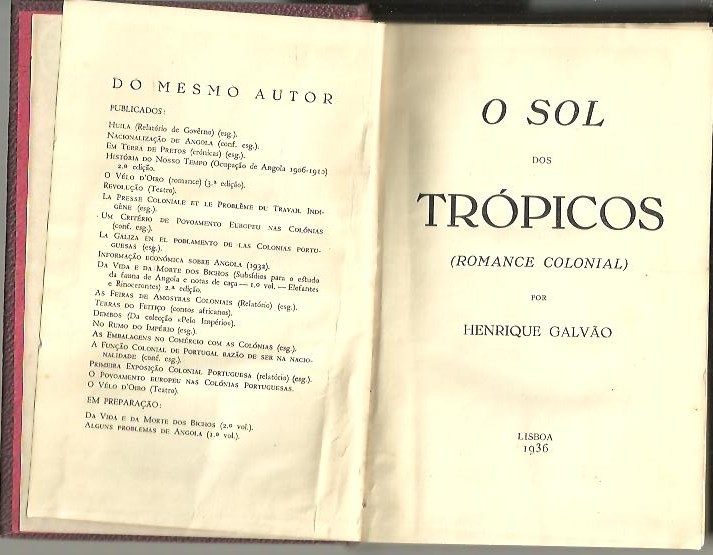 DO MESMO AUTOR
PUBLICADOS:
HUILA (Relatório de Govêrno) (esg.).
NACIONALIZAÇÃO DE ANGOLA (conf. esg.).
EM TERRA DE PRETOS (crónicas) (esg.).
HISTÓRIA DO NOSSO TEMPO (Ocupação de Angola 1906-1910)
2.ª edição.
O VÉLO D'OIRO (romance) (3.ª edição).
REVOLUÇÃO (Teatro).
LA PRESSE COLONIALE ET LE PROBLÊME DU TRAVAIL INDI-
GÈNE (esg.).
UM CRITÉRIO DE POVOAMENTO EUROPEU NAS COLÓNIAS
(conf. esg.).
LA GALIZA EN EL POBLAMENTO DE LAS COLONIAS PORTU-
GUESAS (esg.).
INFORMAÇÃO ECONÓMICA SOBRE ANGOLA (1932).
DA VIDA E DA MORTE DOS BICHOS (Subsídios para o estudo
da fauna de Angola e notas de caça — 1.º vol. — Elefantes
e Rinocerontes) 2.ª edição.
AS FEIRAS DE AMOSTRAS COLONIAIS (Relatório) (esg.).
TERRAS DO FEITIÇO (contos africanos).
DEMBOS (Da colecção «Pelo Império»).
NO RUMO DO IMPÉRIO (esg.).
AS EMBALAGENS NO COMÉRCIO COM AS COLÓNIAS (esg.).
A FUNÇÃO COLONIAL DE PORTUGAL RAZÃO DE SER NA NACIO-
NALIDADE (conf. esg.).
PRIMEIRA EXPOSIÇÃO COLONIAL PORTUGUESA (relatório) (esg.).
O POVOAMENTO EUROPEU NAS COLÓNIAS PORTUGUESAS.
O VÉLO D'OIRO (Teatro).
EM PREPARAÇÃO:
DA VIDA E DA MORTE DOS BICHOS (2.º vol.).
ALGUNS PROBLEMAS DE ANGOLA (1.º vol.).
O SOL
DOS
TRÓPICOS
(ROMANCE COLONIAL)
POR
HENRIQUE GALVÃO
LISBOA
1936